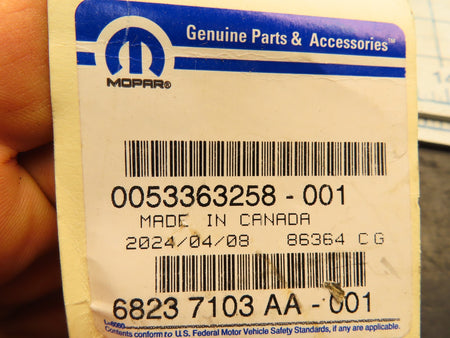 Genuine Parts & Accessories™
MOPAR®
0053363258 - 001
MADE IN CANADA
2024/04/08 86364 CG
6823 7103 AA - 001
Contents conform to U.S. Federal Motor Vehicle Safety Standards, if any are applicable.